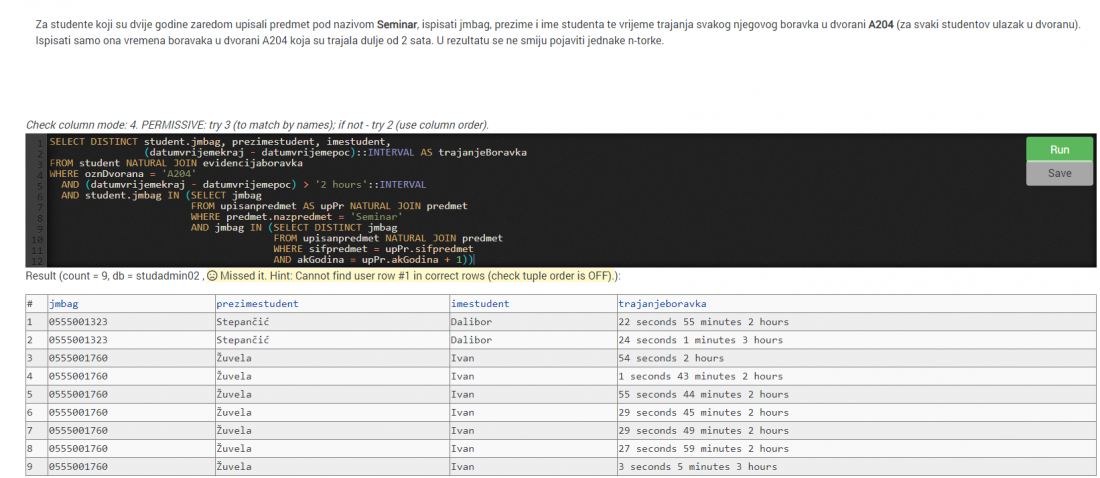 Za studente koji su dvije godine zaredom upisali predmet pod nazivom Seminar, ispisati jmbag, prezime i ime studenta te vrijeme trajanja svakog njegovog boravka u dvorani A204 (za svaki studentov ulazak u dvoranu).
Ispisati samo ona vremena boravaka u dvorani A204 koja su trajala dulje od 2 sata. U rezultatu se ne smiju pojaviti jednake n-torke.
Check column mode: 4. PERMISSIVE: try 3 (to match by names); if not - try 2 (use column order).
1 SELECT DISTINCT student.jmbag, prezimestudent, imestudent,
2 (datumvrijemekraj - datumvrijemepoc)::INTERVAL AS trajanjeBoravka
3 FROM student NATURAL JOIN evidencijaboravka
4 WHERE oznDvorana = 'A204'
5 AND (datumvrijemekraj - datumvrijemepoc) > '2 hours'::INTERVAL
6 AND student.jmbag IN (SELECT jmbag
7 FROM upisanpredmet AS upPr NATURAL JOIN predmet
8 WHERE predmet.nazpredmet = 'Seminar'
9 AND jmbag IN (SELECT DISTINCT jmbag
10 FROM upisanpredmet NATURAL JOIN predmet
11 WHERE sifpredmet = upPr.sifpredmet
12 AND akGodina = upPr.akGodina + 1))
Run
Save
Result (count = 9, db = studadmin02 , ☹ Missed it. Hint: Cannot find user row #1 in correct rows (check tuple order is OFF).):
# jmbag prezimestudent imestudent trajanjeboravka
1 0555001323 Stepančić Dalibor 22 seconds 55 minutes 2 hours
2 0555001323 Stepančić Dalibor 24 seconds 1 minutes 3 hours
3 0555001760 Žuvela Ivan 54 seconds 2 hours
4 0555001760 Žuvela Ivan 1 seconds 43 minutes 2 hours
5 0555001760 Žuvela Ivan 55 seconds 44 minutes 2 hours
6 0555001760 Žuvela Ivan 29 seconds 45 minutes 2 hours
7 0555001760 Žuvela Ivan 29 seconds 49 minutes 2 hours
8 0555001760 Žuvela Ivan 27 seconds 59 minutes 2 hours
9 0555001760 Žuvela Ivan 3 seconds 5 minutes 3 hours